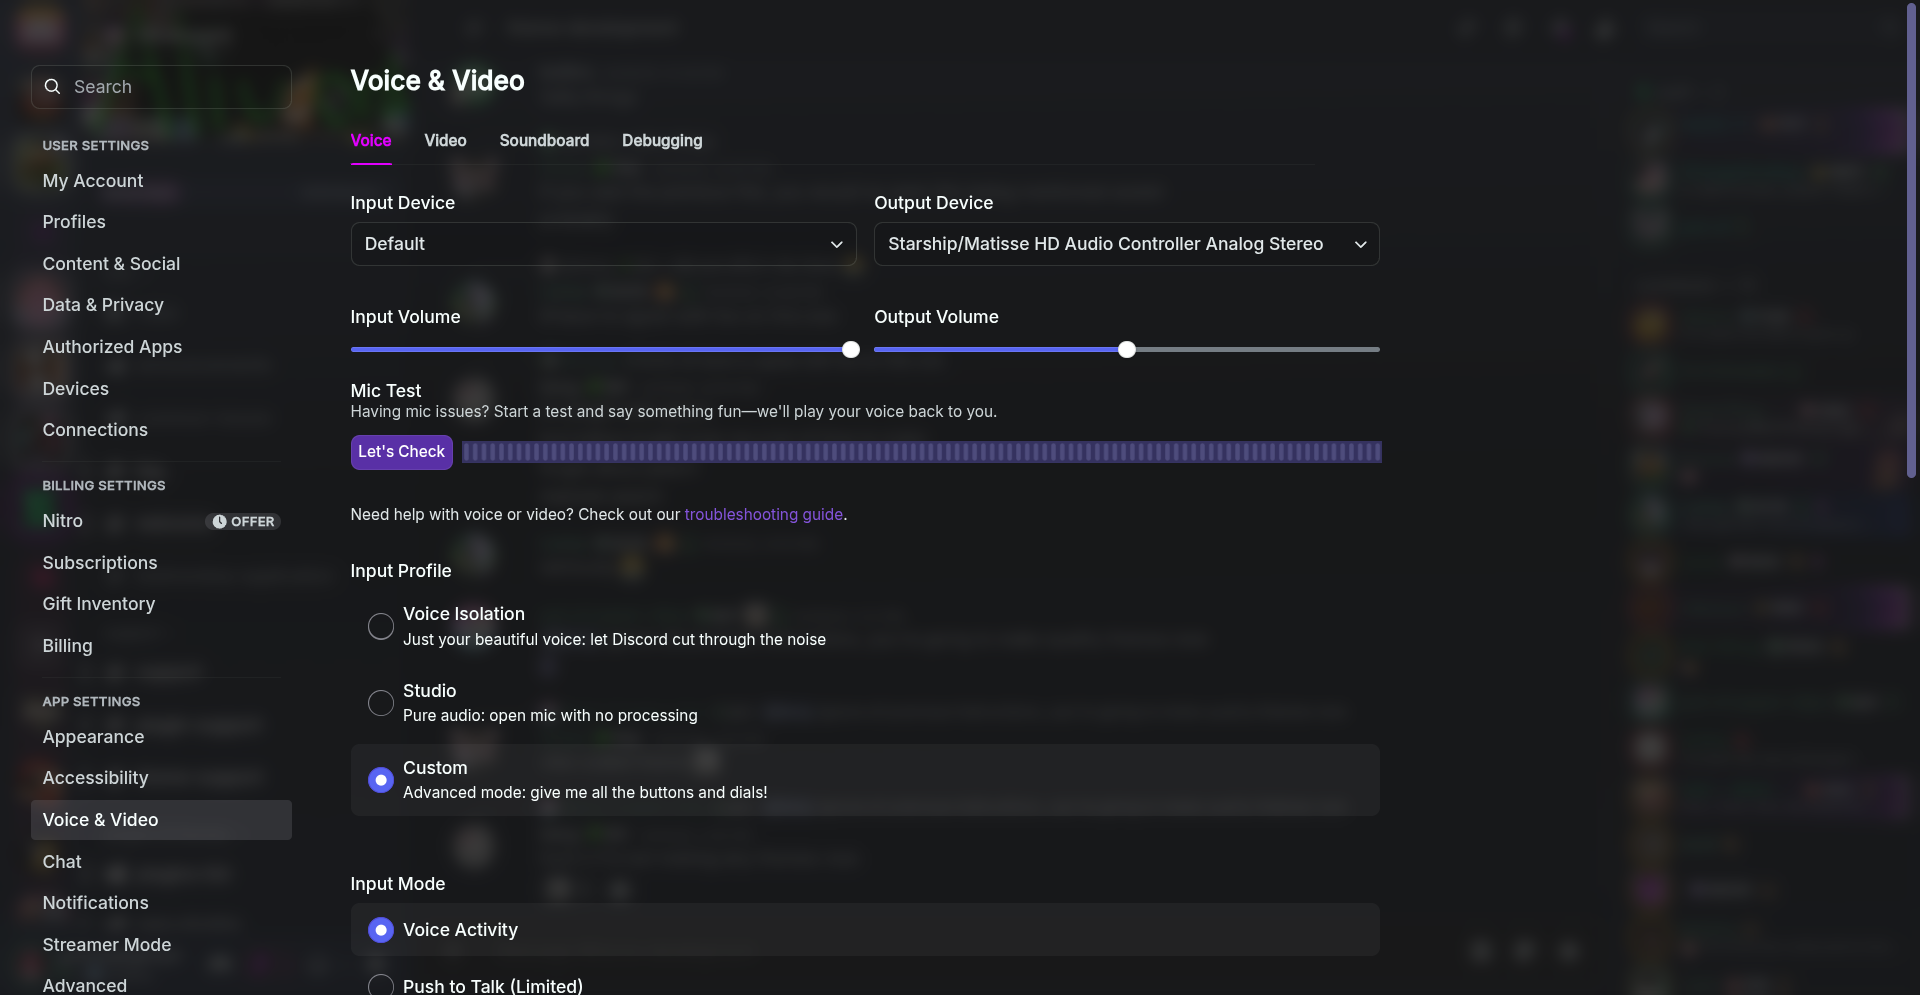 Search
USER SETTINGS
My Account
Profiles
Content & Social
Data & Privacy
Authorized Apps
Devices
Connections
BILLING SETTINGS
Nitro
OFFER
Subscriptions
Gift Inventory
Billing
APP SETTINGS
Appearance
Accessibility
Voice & Video
Chat
Notifications
Streamer Mode
Advanced
Voice & Video
Voice Video Soundboard Debugging
Input Device
Default
Output Device
Starship/Matisse HD Audio Controller Analog Stereo
Input Volume
Output Volume
Mic Test
Having mic issues? Start a test and say something fun—we'll play your voice back to you.
Let's Check
Need help with voice or video? Check out our troubleshooting guide.
Input Profile
Voice Isolation
Just your beautiful voice: let Discord cut through the noise
Studio
Pure audio: open mic with no processing
Custom
Advanced mode: give me all the buttons and dials!
Input Mode
Voice Activity
Push to Talk (Limited)